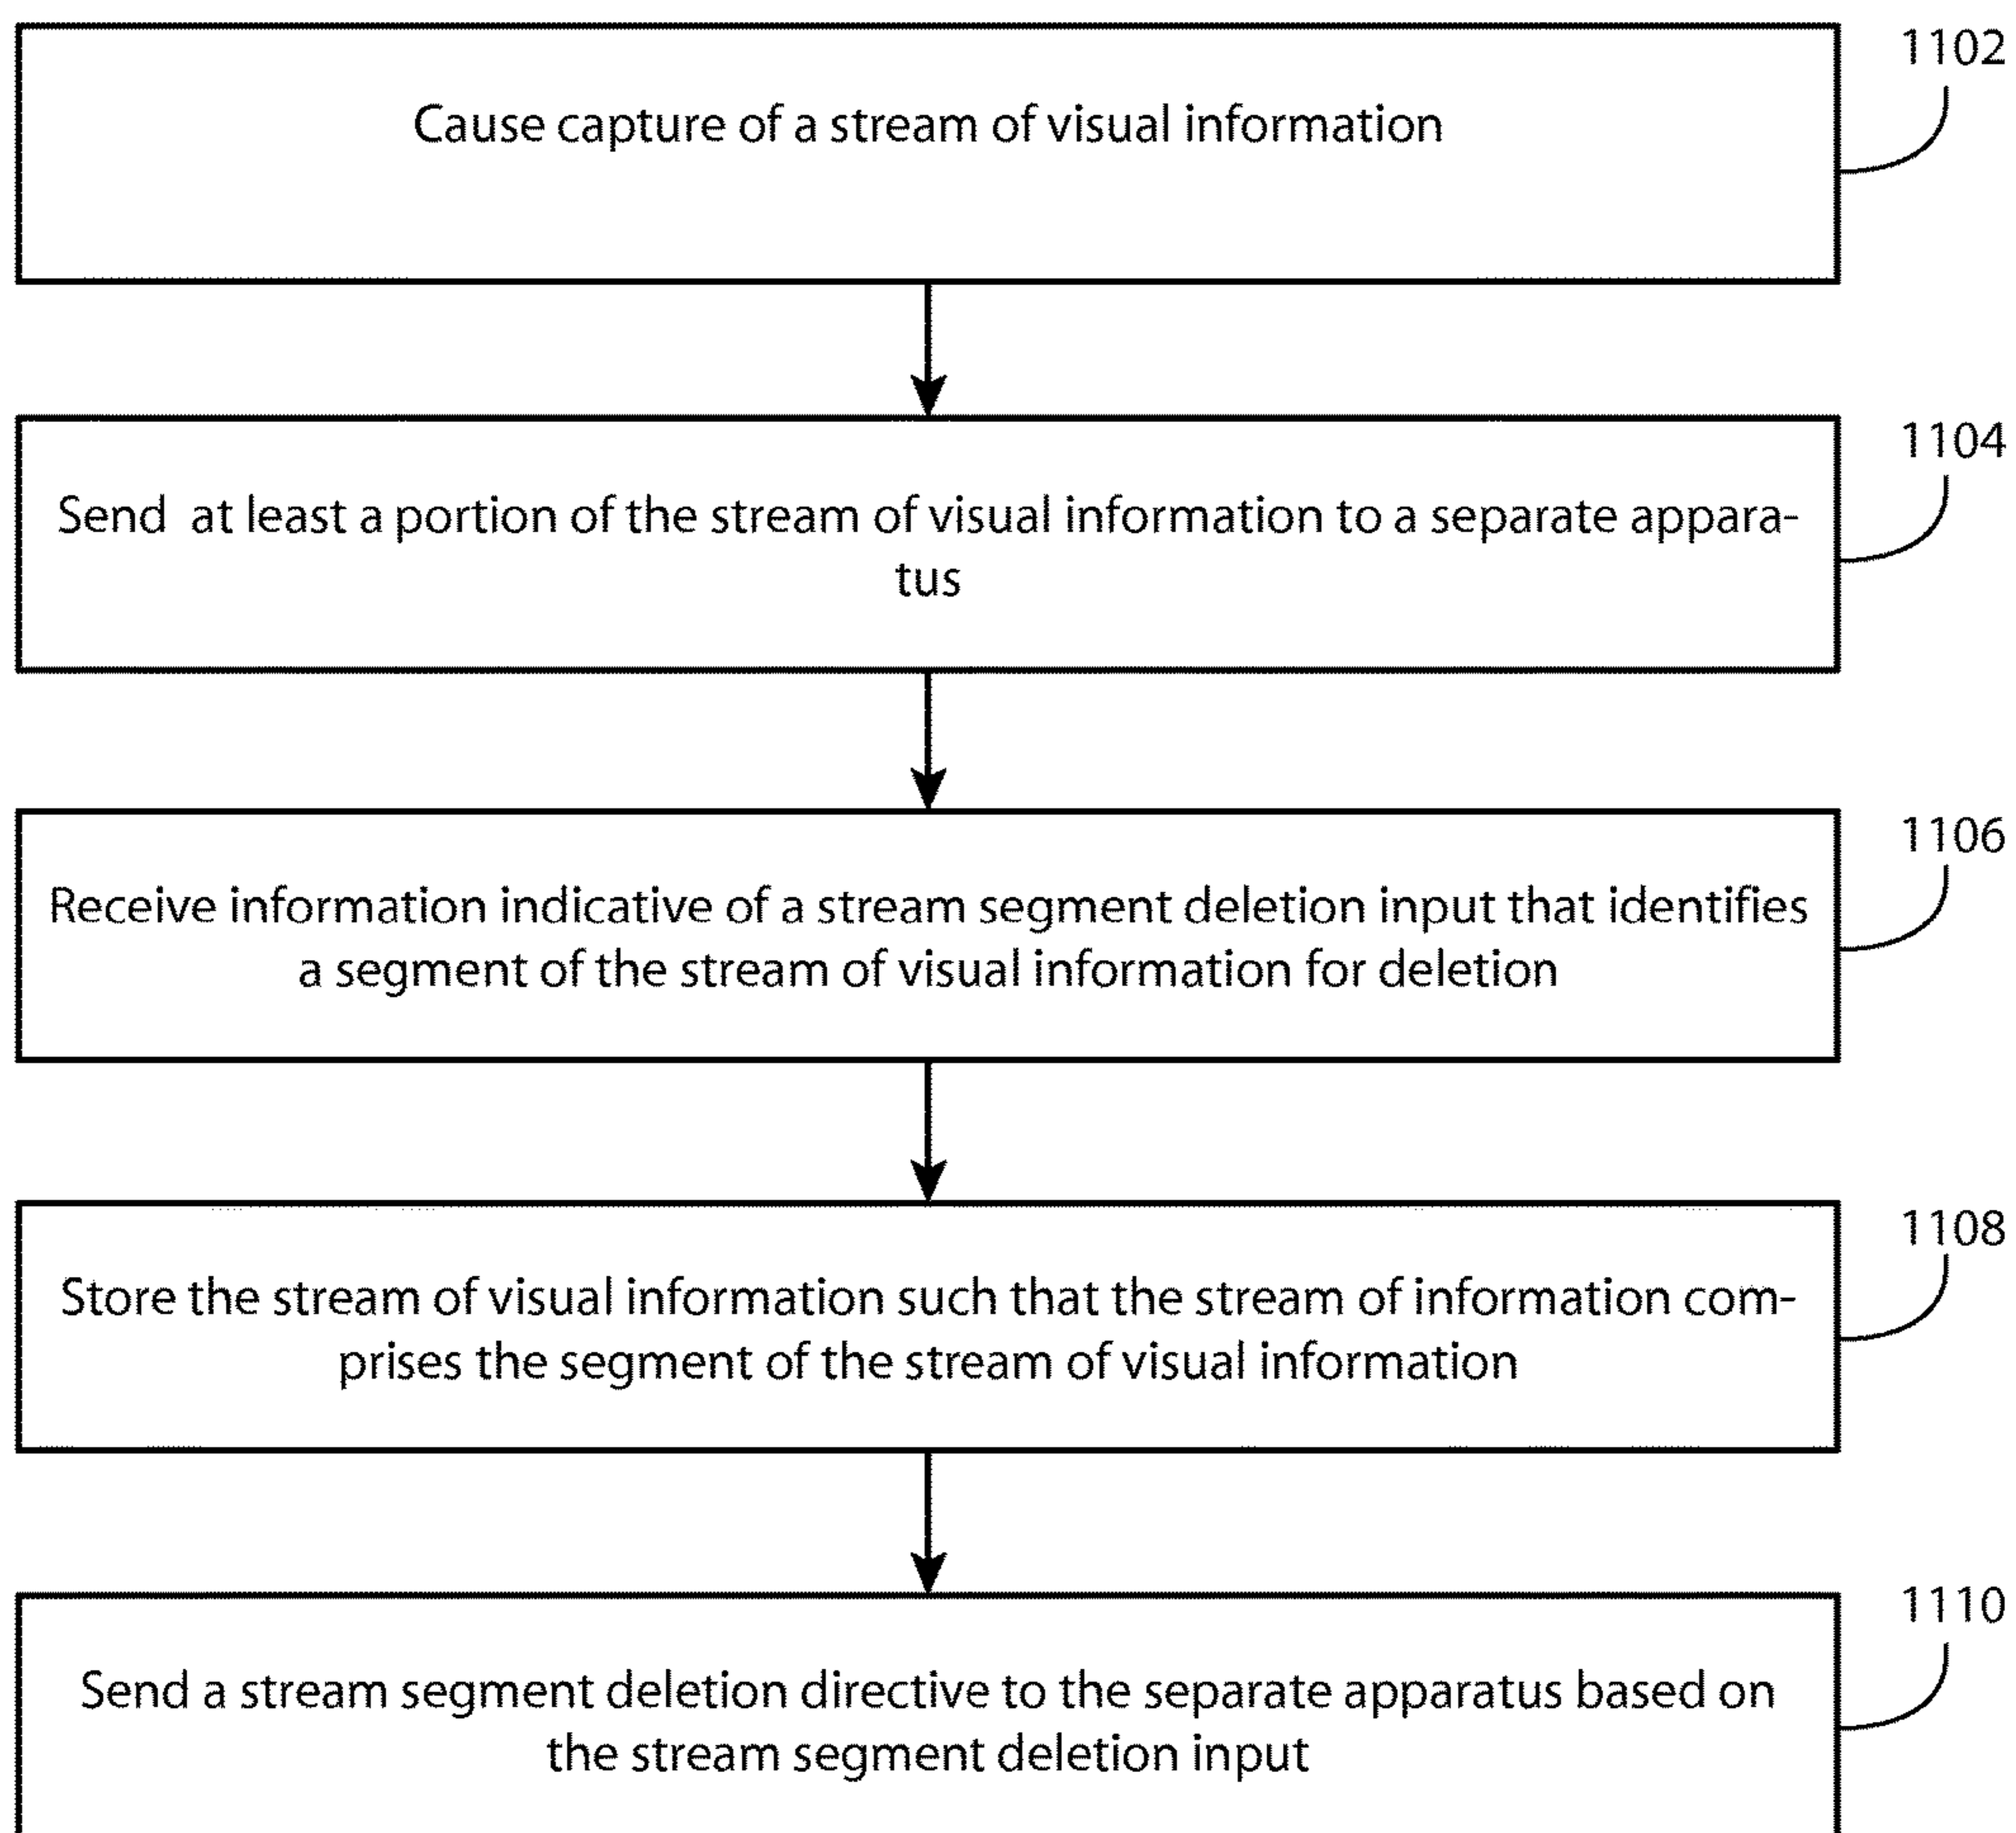 1102
Cause capture of a stream of visual information
1104
Send at least a portion of the stream of visual information to a separate appara-
tus
1106
Receive information indicative of a stream segment deletion input that identifies
a segment of the stream of visual information for deletion
1108
Store the stream of visual information such that the stream of information com-
prises the segment of the stream of visual information
1110
Send a stream segment deletion directive to the separate apparatus based on
the stream segment deletion input